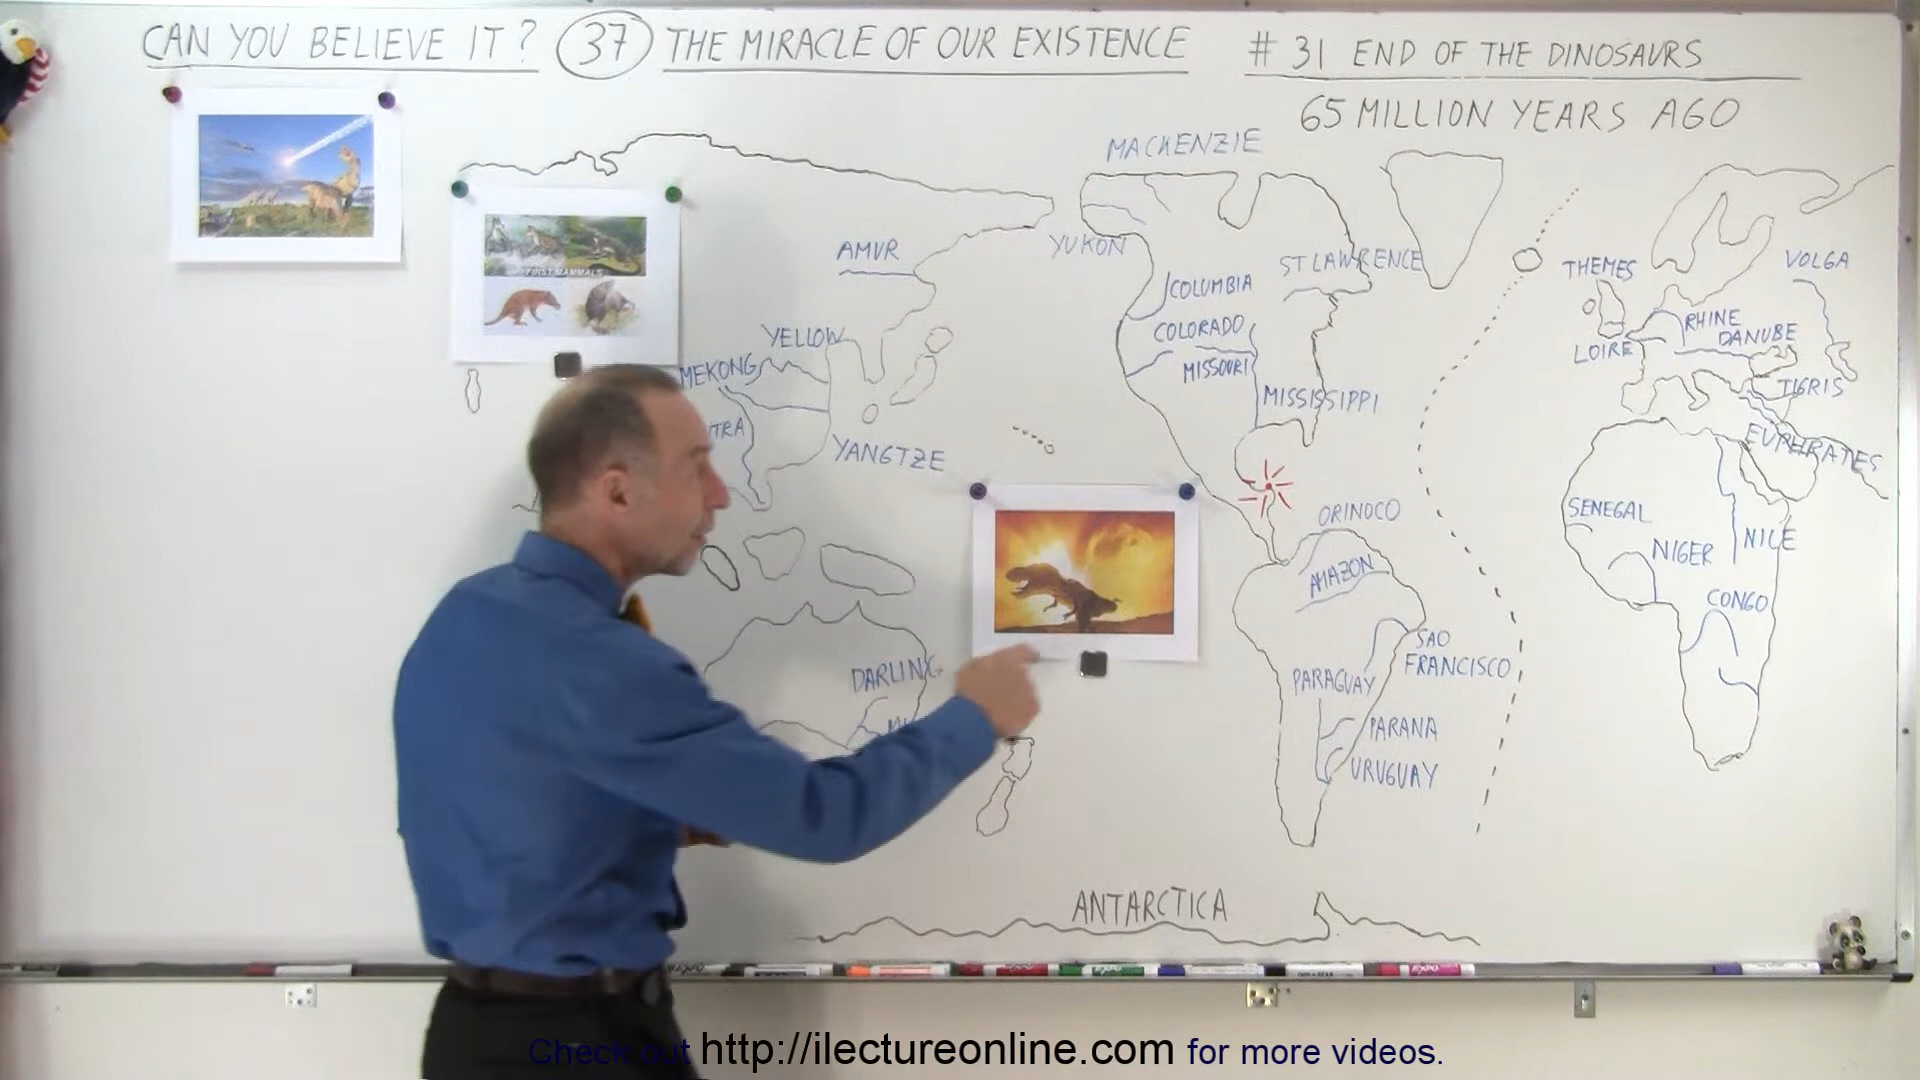 CAN YOU BELIEVE IT? 37 THE MIRACLE OF OUR EXISTENCE # 31 END OF THE DINOSAURS
65 MILLION YEARS AGO
MACKENZIE
YUKON
AMUR
ST LAWRENCE
THEMES
VOLGA
COLUMBIA
COLORADO
MISSOURI
MISSISSIPPI
RHINE
DANUBE
LOIRE
TIGRIS
EUPHRATES
FIRST MAMMALS
YELLOW
MEKONG
YANGTZE
ORINOCO
AMAZON
SENEGAL
NIGER
NILE
CONGO
SAO
FRANCISCO
DARLING
PARAGUAY
PARANA
URUGUAY
ANTARCTICA
Check out http://ilectureonline.com for more videos.